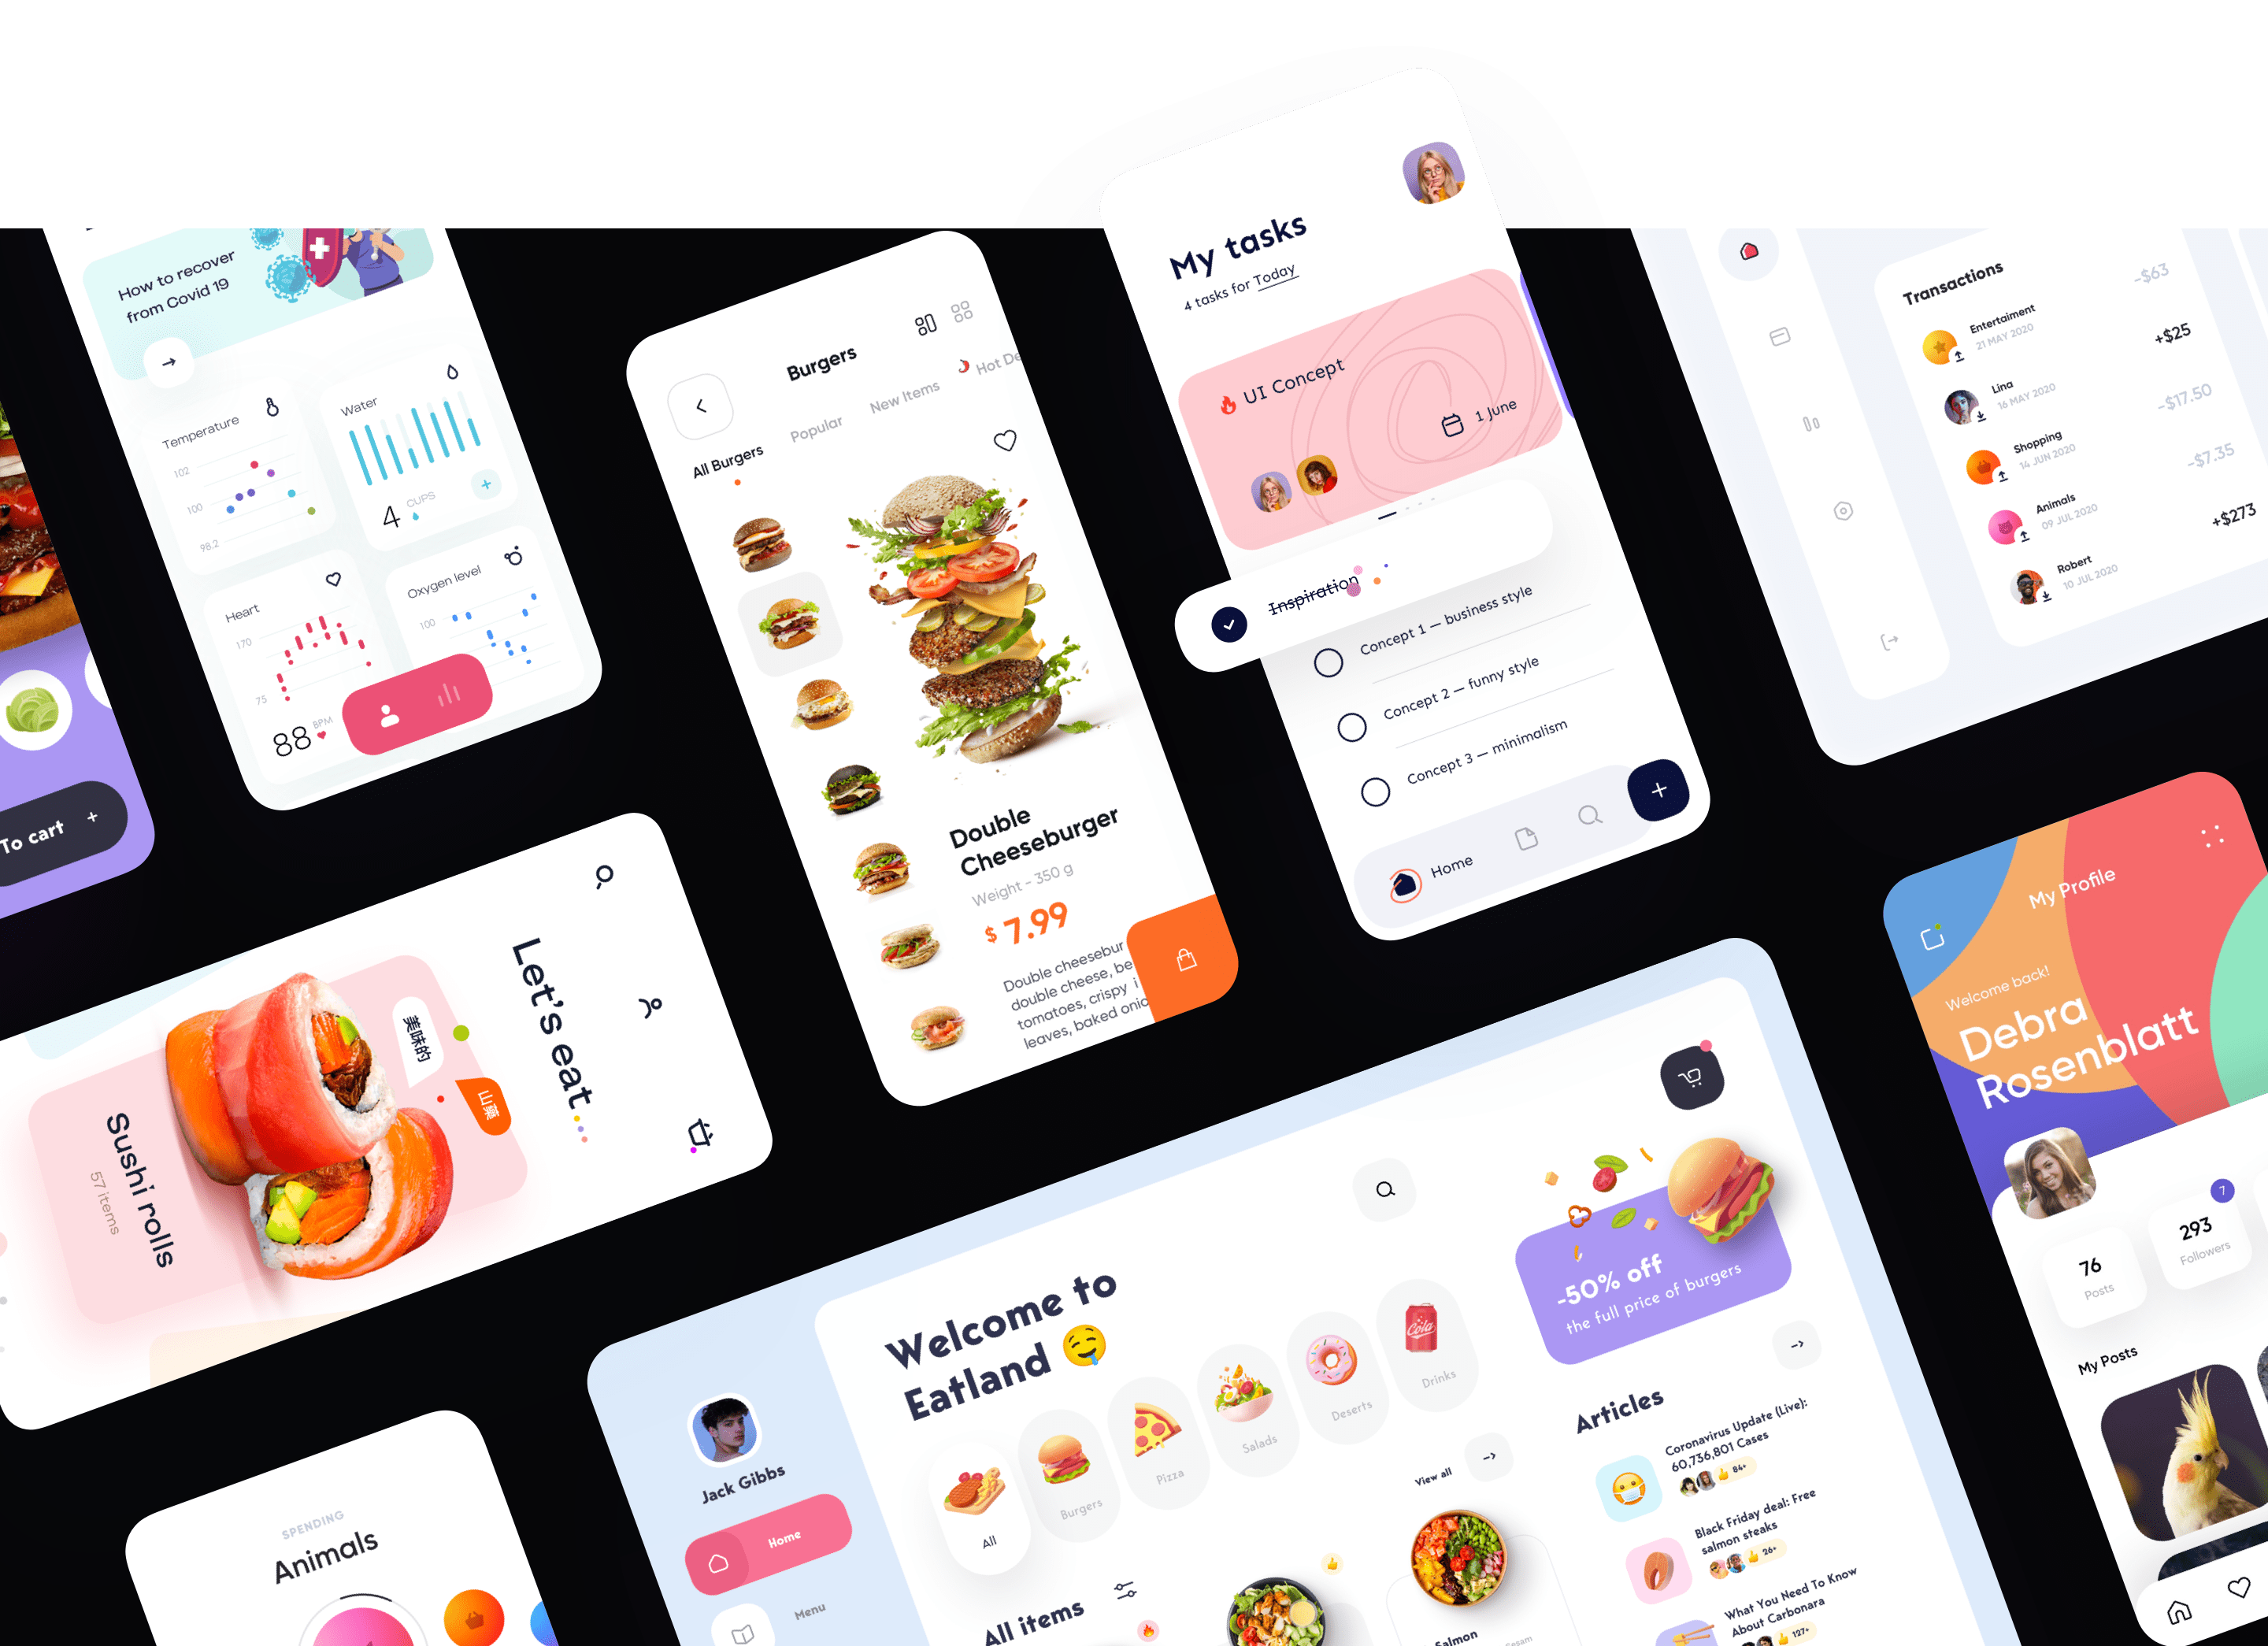 How to recover
from Covid 19
Temperature
102
100
98.2
Water
4
CUPS
Heart
170
75
88
BPM
Oxygen level
100
To cart
+
Burgers
All Burgers
Popular
New Items
Hot De
Double
Cheeseburger
Weight - 350 g
$ 7.99
Double cheesebur
double cheese, be
tomatoes, crispy i
leaves, baked onio
My tasks
4 tasks for Today
UI Concept
1 June
Inspiration
Concept 1 — business style
Concept 2 — funny style
Concept 3 — minimalism
Home
Transactions
Entertaiment
21 MAY 2020
-$63
Lina
16 MAY 2020
+$25
Shopping
14 JUN 2020
-$17.50
Animals
09 JUL 2020
-$7.35
Robert
10 JUL 2020
+$273
Let's eat
美味的
Sushi rolls
57 items
My Profile
Welcome back!
Debra
Rosenblatt
76
Posts
7
293
Followers
My Posts
SPENDING
Animals
Jack Gibbs
Home
Menu
Welcome to
Eatland
All
Burgers
Pizza
Salads
Deserts
Drinks
Cola
View all
All items
Salmon
-50% off
the full price of burgers
Articles
Coronavirus Update (Live):
60,736,801 Cases
84+
Black Friday deal: Free
salmon steaks
26+
What You Need To Know
About Carbonara
127+